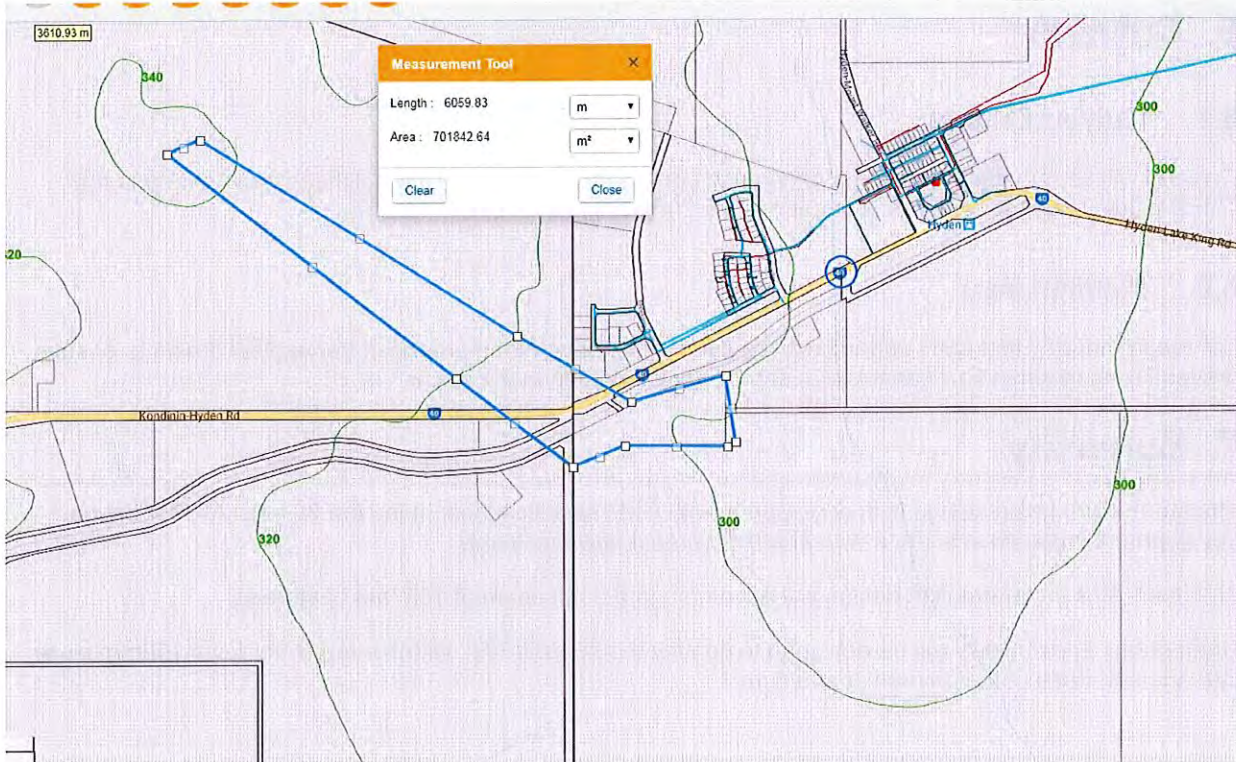 3610.93 m
340
Measurement Tool ×
Length : 6059.83 m
Area : 701842.64 m²
Clear Close
300
300
20
40
Hyden
Hyden Lake King Rd
40
Kondinin-Hyden Rd
40
300
300
320